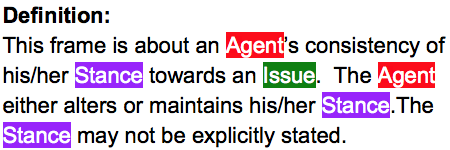 Definition:
This frame is about an Agent's consistency of
his/her Stance towards an Issue.  The Agent
either alters or maintains his/her Stance.The
Stance may not be explicitly stated.